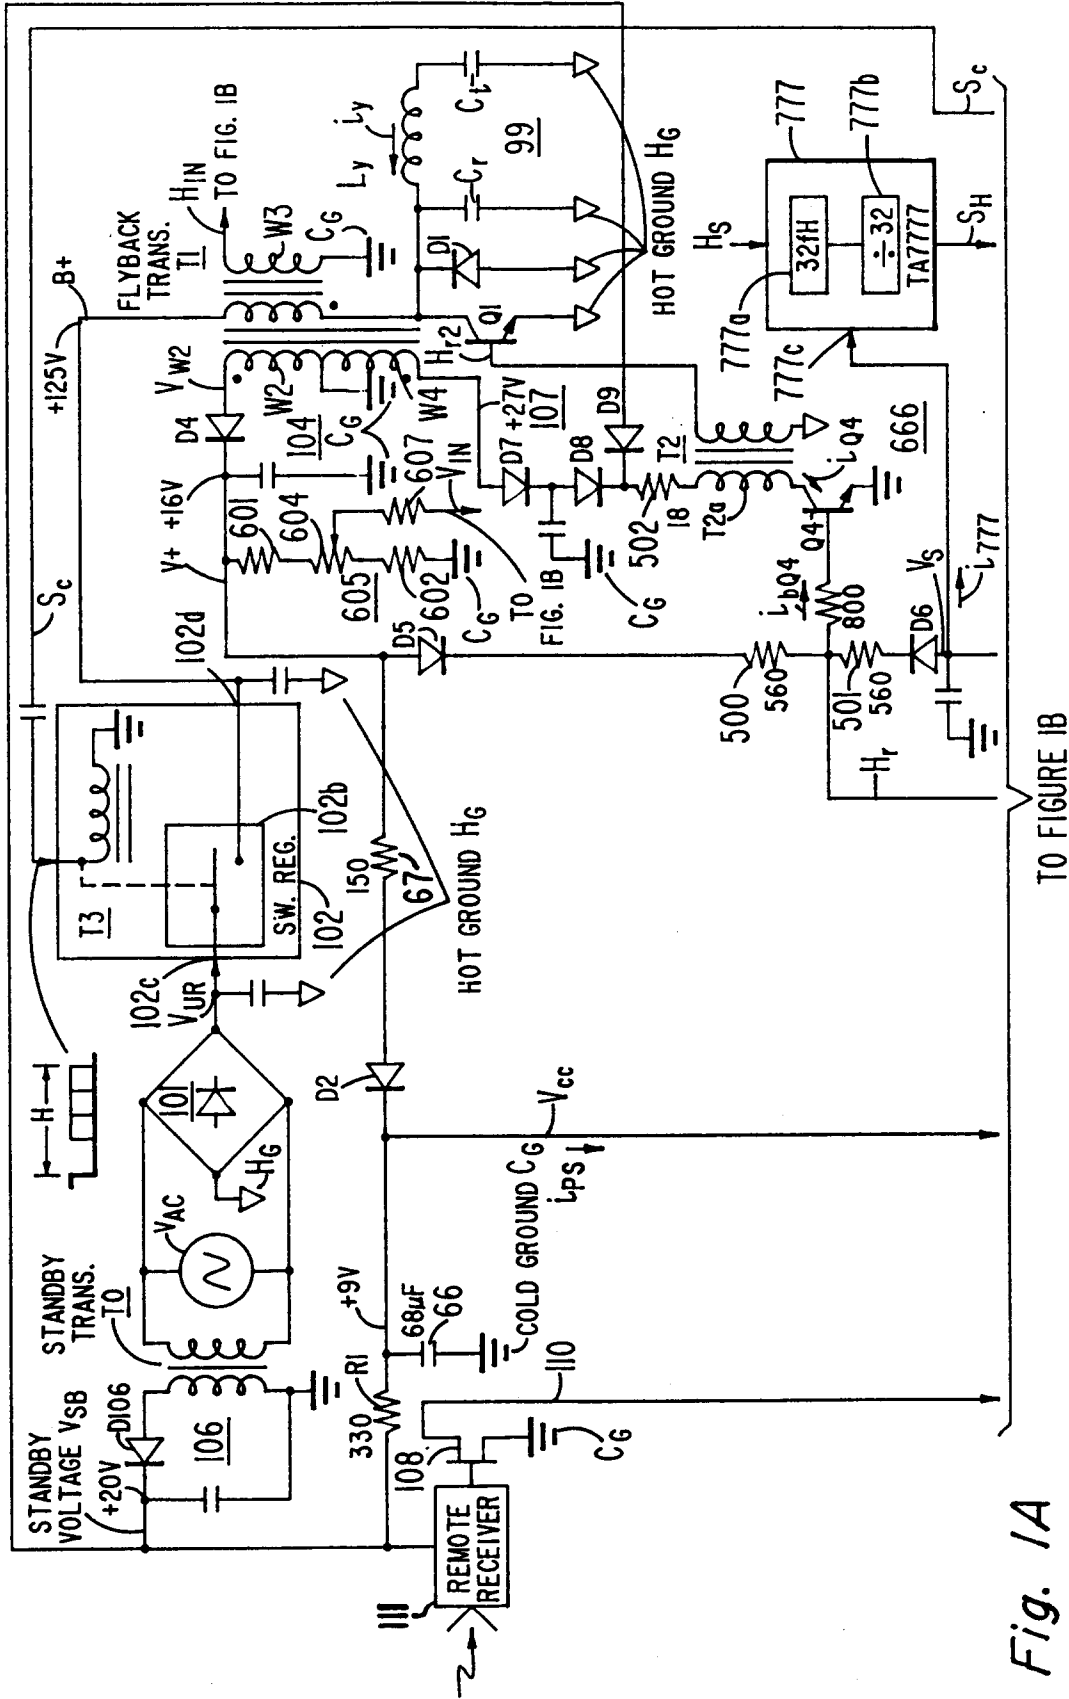 STANDBY
VOLTAGE VSB
+20V
D106
106
STANDBY
TRANS.
T0
VAC
101
HG
H
VUR
102c
T3
102
SW. REG.
102b
102d
Sc
+125V
B+
FLYBACK
TRANS.
T1
HIN
TO FIG. 1B
W3
CG
VW2
W2
D4
104
+16V
V+
CG
W4
601
604
605
602
607
VIN
CG
TO
FIG. 1B
D5
Hr2
Q1
D1
Cr
Ly
iy
Ct
99
HOT GROUND HG
+27V
107
D7
D8
D9
CG
502
18
T2
T2a
iQ4
Q4
666
ibQ4
800
500
560
501
560
D6
VS
i777
Hr
HS
777
777a
32fH
777b
÷32
TA7777
777c
SH
Sc
HOT GROUND HG
150
67
D2
Vcc
iPS
COLD GROUND CG
+9V
68µF
66
R1
330
108
110
CG
REMOTE
RECEIVER
111
TO FIGURE 1B
Fig. 1A